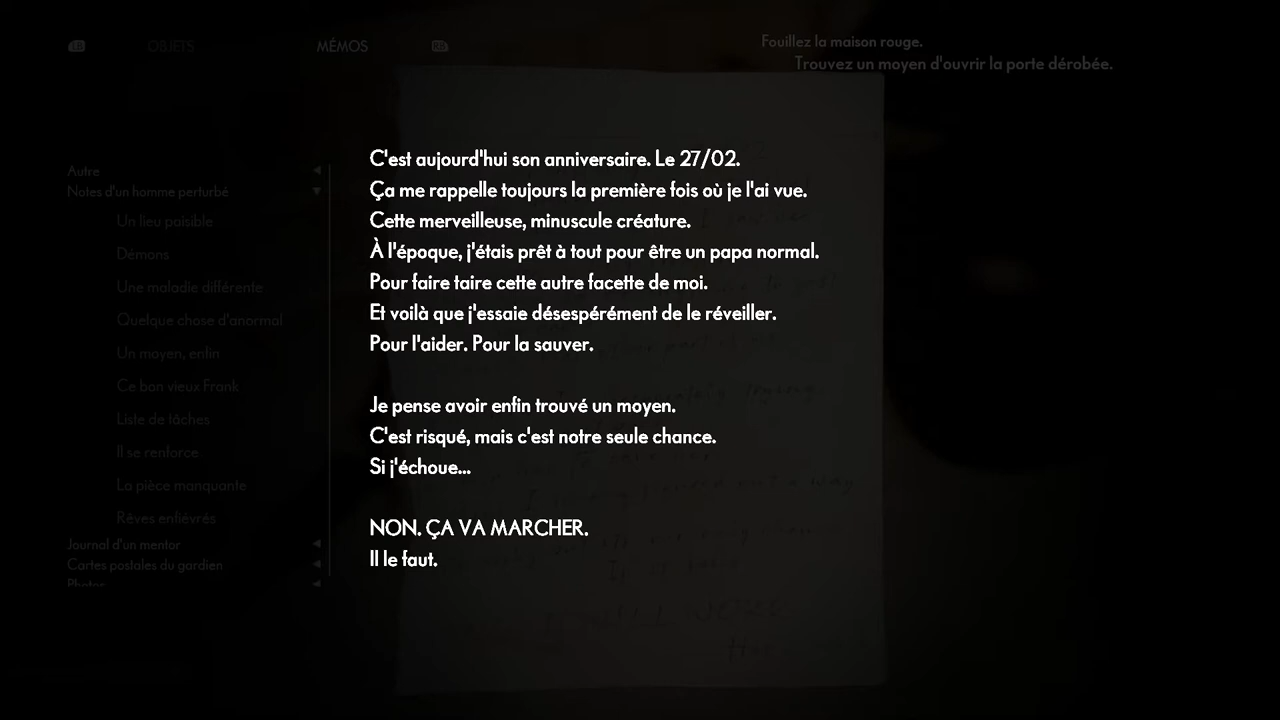 LB
OBJETS
MÉMOS
RB
Fouillez la maison rouge.
Trouvez un moyen d'ouvrir la porte dérobée.
Autre
Notes d'un homme perturbé
Un lieu paisible
Démons
Une maladie différente
Quelque chose d'anormal
Un moyen, enfin
Ce bon vieux Frank
Liste de tâches
Il se renforce
La pièce manquante
Rêves enfiévrés
Journal d'un mentor
Cartes postales du gardien
Photos
C'est aujourd'hui son anniversaire. Le 27/02.
Ça me rappelle toujours la première fois où je l'ai vue.
Cette merveilleuse, minuscule créature.
À l'époque, j'étais prêt à tout pour être un papa normal.
Pour faire taire cette autre facette de moi.
Et voilà que j'essaie désespérément de le réveiller.
Pour l'aider. Pour la sauver.
Je pense avoir enfin trouvé un moyen.
C'est risqué, mais c'est notre seule chance.
Si j'échoue...
NON. ÇA VA MARCHER.
Il le faut.